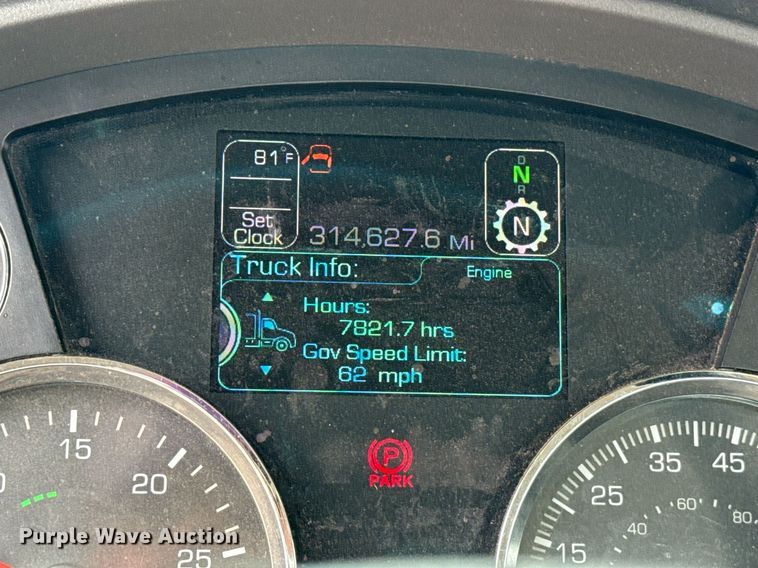 81°F
D
N
R
Set
Clock
314,627.6 Mi
N
Truck Info:
Engine
Hours:
7821.7 hrs
Gov Speed Limit:
62 mph
P
PARK
15
20
25
15
25
35
45
40
60
80
Purple Wave Auction